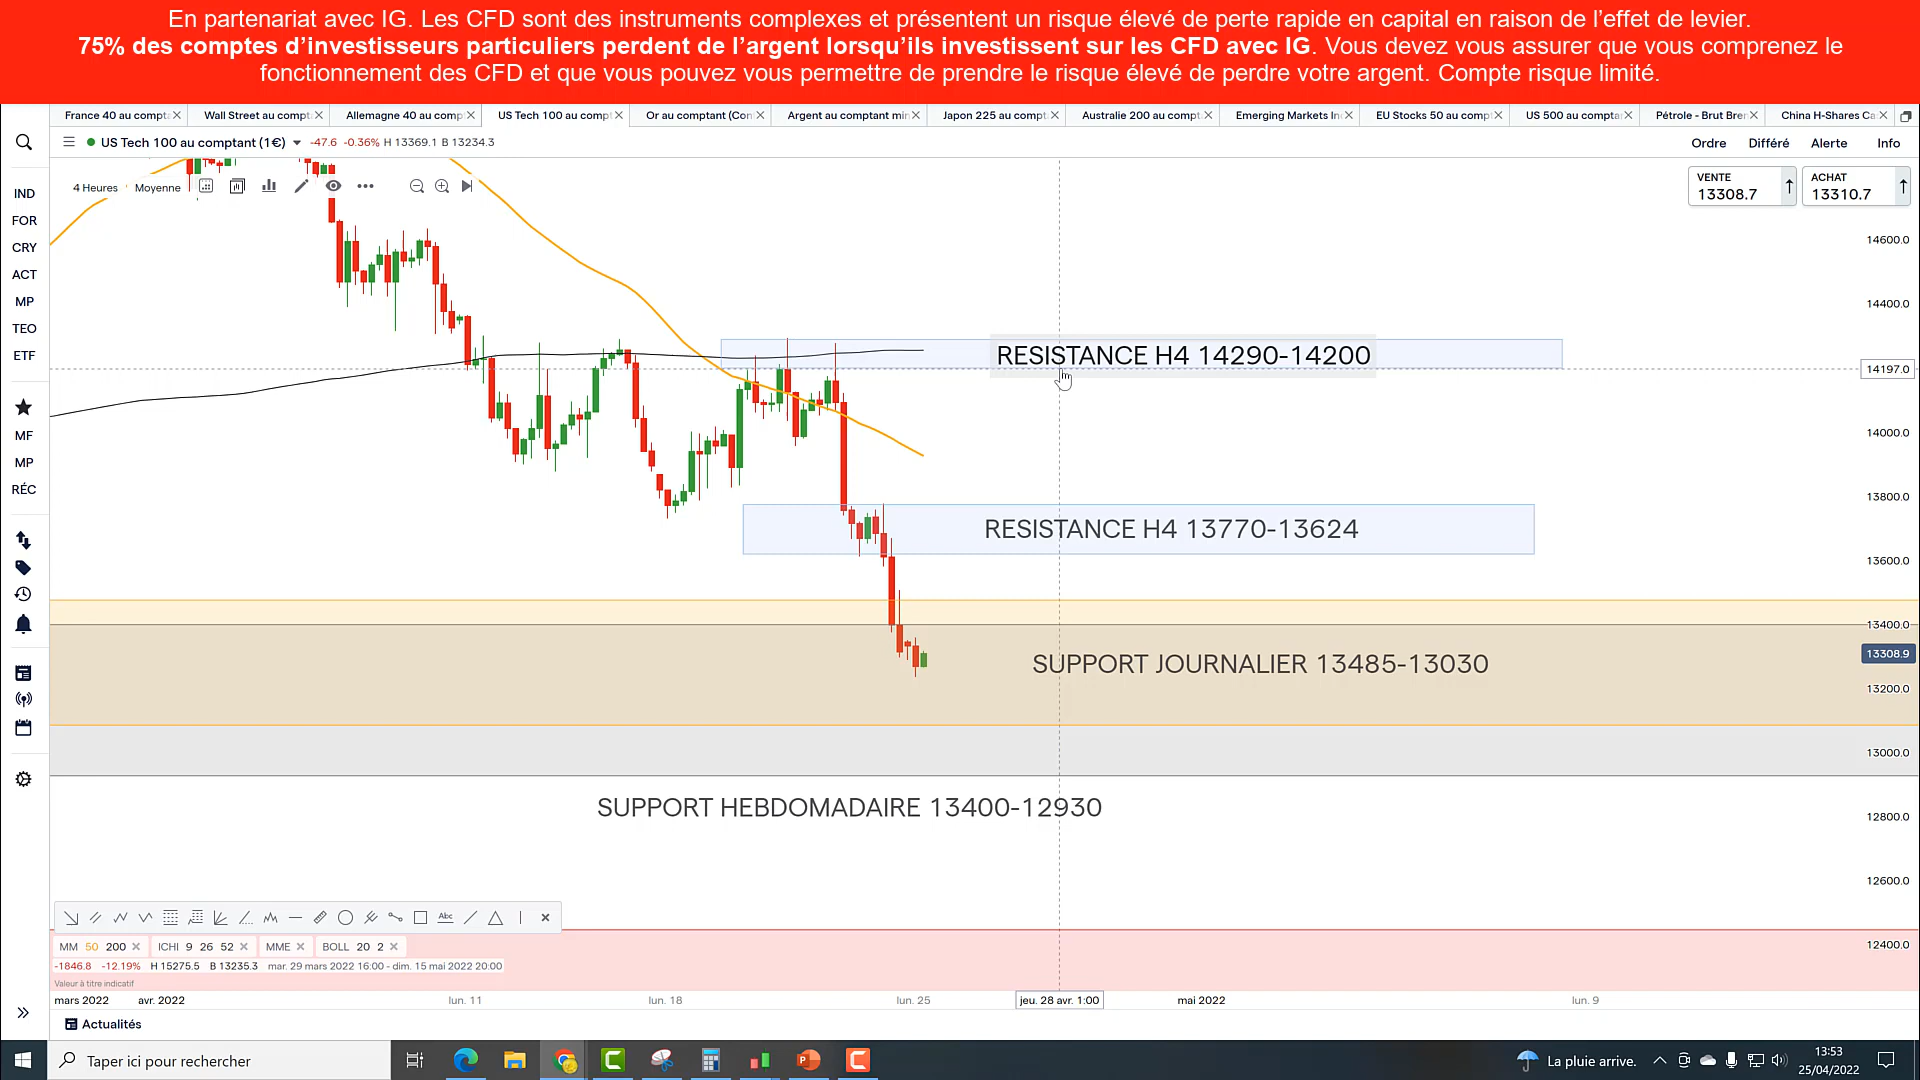 En partenariat avec IG. Les CFD sont des instruments complexes et présentent un risque élevé de perte rapide en capital en raison de l’effet de levier.
75% des comptes d’investisseurs particuliers perdent de l’argent lorsqu’ils investissent sur les CFD avec IG. Vous devez vous assurer que vous comprenez le
fonctionnement des CFD et que vous pouvez vous permettre de prendre le risque élevé de perdre votre argent. Compte risque limité.
France 40 au compt Wall Street au compt Allemagne 40 au comp US Tech 100 au compt Or au comptant (Con Argent au comptant min Japon 225 au compt. Australie 200 au compt. Emerging Markets In EU Stocks 50 au compt US 500 au compta Pétrole - Brut Bren China H-Shares Ca
US Tech 100 au comptant (1€) -47.6 -0.36% H 13369.1 B 13234.3
Ordre Différé Alerte Info
4 Heures Moyenne
VENTE
13308.7
ACHAT
13310.7
IND
FOR
CRY
ACT
MP
TEO
ETF
MF
MP
RÉC
14600.0
14400.0
RESISTANCE H4 14290-14200
14197.0
14000.0
13800.0
RESISTANCE H4 13770-13624
13600.0
13400.0
13308.9
SUPPORT JOURNALIER 13485-13030
13200.0
13000.0
SUPPORT HEBDOMADAIRE 13400-12930
12800.0
12600.0
Abc
12400.0
MM 50 200 ICHI 9 26 52 MME BOLL 20 2
-1846.8 -12.19% H 15275.5 B 13235.3 mar. 29 mars 2022 16:00 - dim. 15 mai 2022 20:00
Valeur à titre indicatif
mars 2022 avr. 2022 lun. 11 lun. 18 lun. 25 jeu. 28 avr. 1:00 mai 2022 lun. 9
Actualités
Taper ici pour rechercher
La pluie arrive.
13:53
25/04/2022